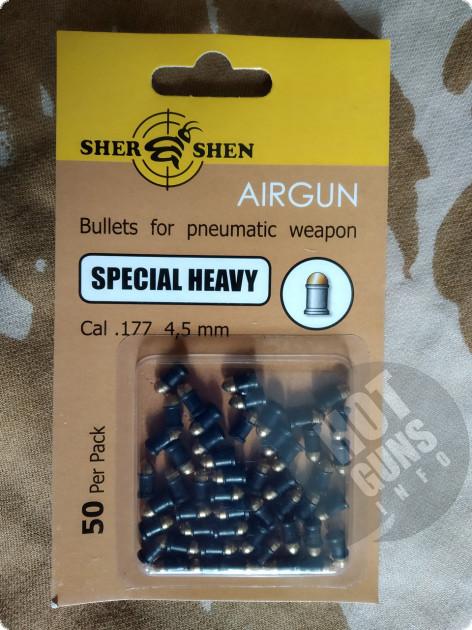 SHER SHEN
AIRGUN
Bullets for pneumatic weapon
SPECIAL HEAVY
Cal .177 4,5 mm
50 Per Pack
HOT
GUNS
INFO